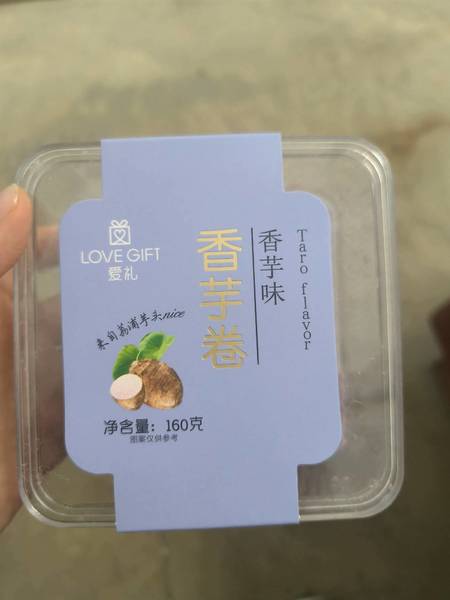 LOVE GIFT
爱礼
香芋卷
香芋味
Taro flavor
来自荔浦芋头nice
净含量：160克
图案仅供参考